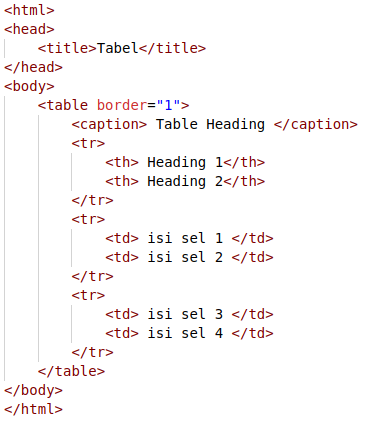 <html>
<head>
    <title>Tabel</title>
</head>
<body>
    <table border="1">
        <caption> Table Heading </caption>
        <tr>
            <th> Heading 1</th>
            <th> Heading 2</th>
        </tr>
        <tr>
            <td> isi sel 1 </td>
            <td> isi sel 2 </td>
        </tr>
        <tr>
            <td> isi sel 3 </td>
            <td> isi sel 4 </td>
        </tr>
    </table>
</body>
</html>